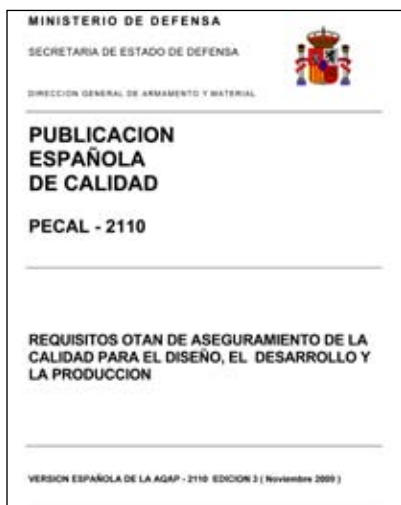 MINISTERIO DE DEFENSA
SECRETARIA DE ESTADO DE DEFENSA
DIRECCION GENERAL DE ARMAMENTO Y MATERIAL
PUBLICACION
ESPAÑOLA
DE CALIDAD
PECAL - 2110
REQUISITOS OTAN DE ASEGURAMIENTO DE LA
CALIDAD PARA EL DISEÑO, EL DESARROLLO Y
LA PRODUCCION
VERSION ESPAÑOLA DE LA AQAP - 2110 EDICION 3 ( Noviembre 2009 )